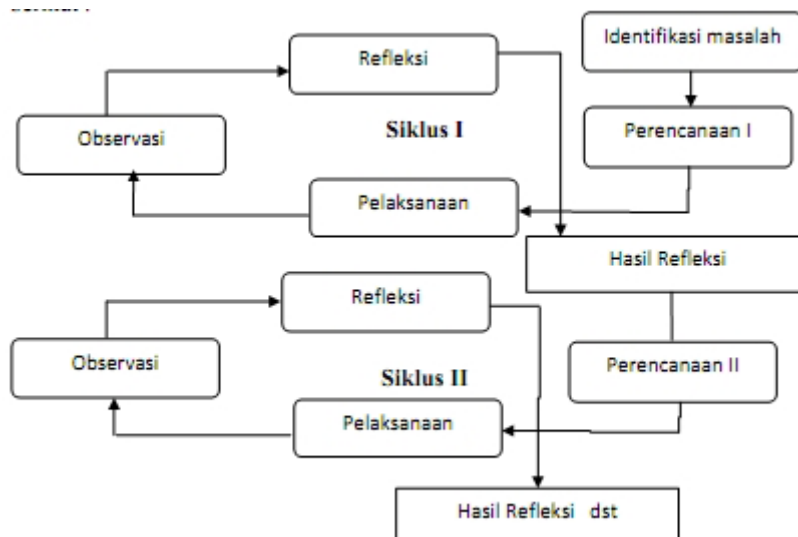 Identifikasi masalah
Refleksi
Perencanaan I
Siklus I
Observasi
Pelaksanaan
Hasil Refleksi
Refleksi
Observasi
Perencanaan II
Siklus II
Pelaksanaan
Hasil Refleksi dst